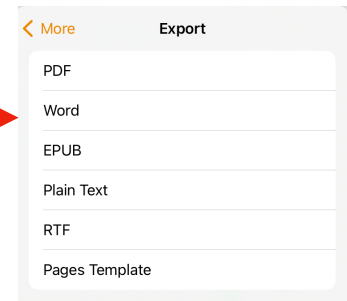 More
Export
PDF
Word
EPUB
Plain Text
RTF
Pages Template